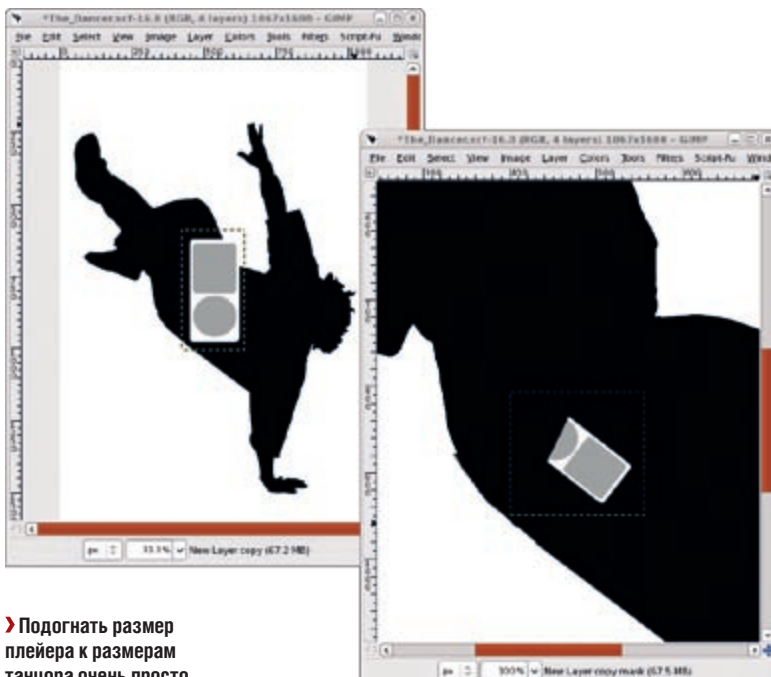 *The_Dancer.xcf-16.0 (RGB, 4 layers) 1067x1600 – GIMP
File Edit Select View Image Layer Colors Tools Filters Script-Fu
px 33.3% New Layer copy (67.2 MB)
*The_Dancer.xcf-16.0 (RGB, 4 layers) 1067x1600 – GIMP
File Edit Select View Image Layer Colors Tools Filters Script-Fu
px 100% New Layer copy mask (67.5 MB)
Подогнать размер
плейера к размерам
танцора очень просто